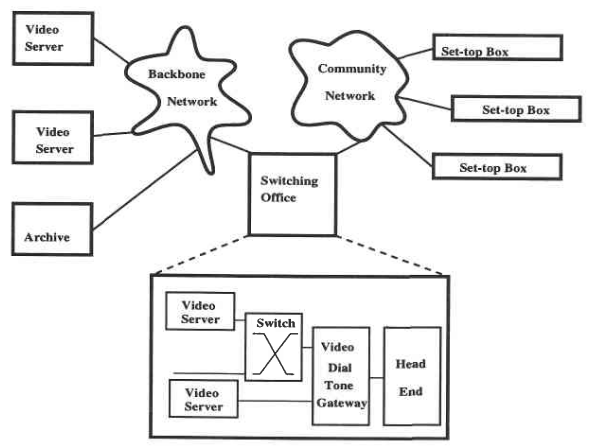 Video
Server
Backbone
Network
Community
Network
Set-top Box
Set-top Box
Set-top Box
Video
Server
Switching
Office
Archive
Video
Server
Switch
Video
Dial
Tone
Gateway
Head
End
Video
Server